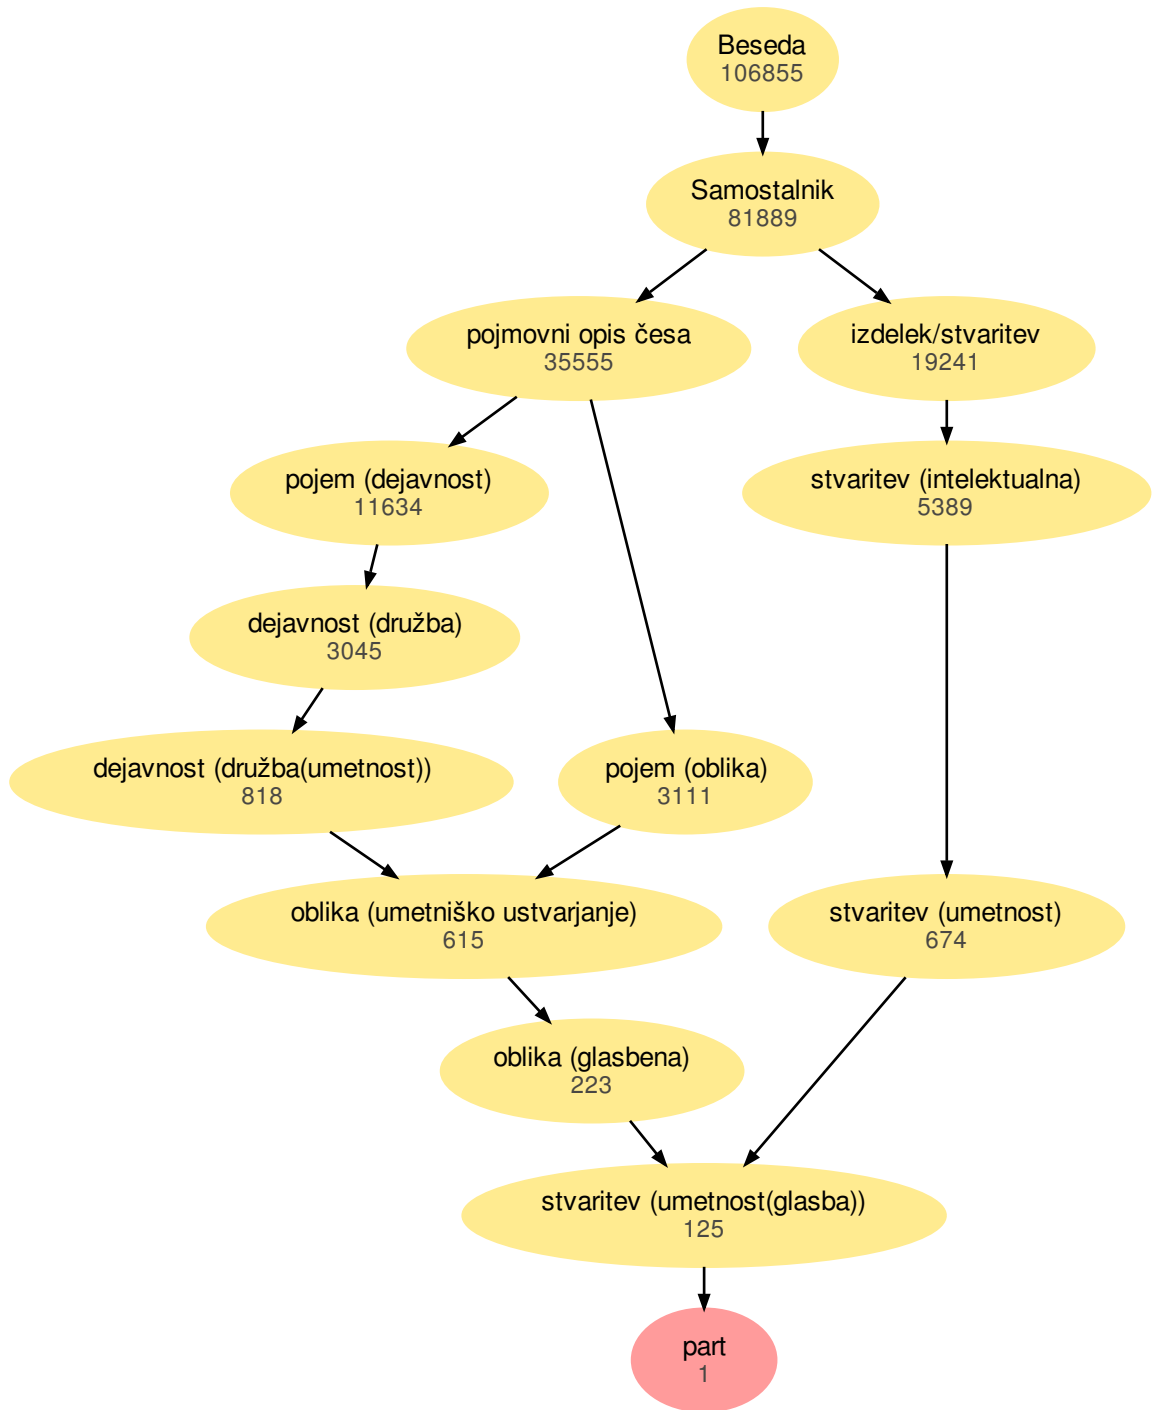 Beseda
106855
Samostalnik
81889
pojmovni opis česa
35555
izdelek/stvaritev
19241
pojem (dejavnost)
11634
stvaritev (intelektualna)
5389
dejavnost (družba)
3045
dejavnost (družba(umetnost))
818
pojem (oblika)
3111
oblika (umetniško ustvarjanje)
615
stvaritev (umetnost)
674
oblika (glasbena)
223
stvaritev (umetnost(glasba))
125
part
1